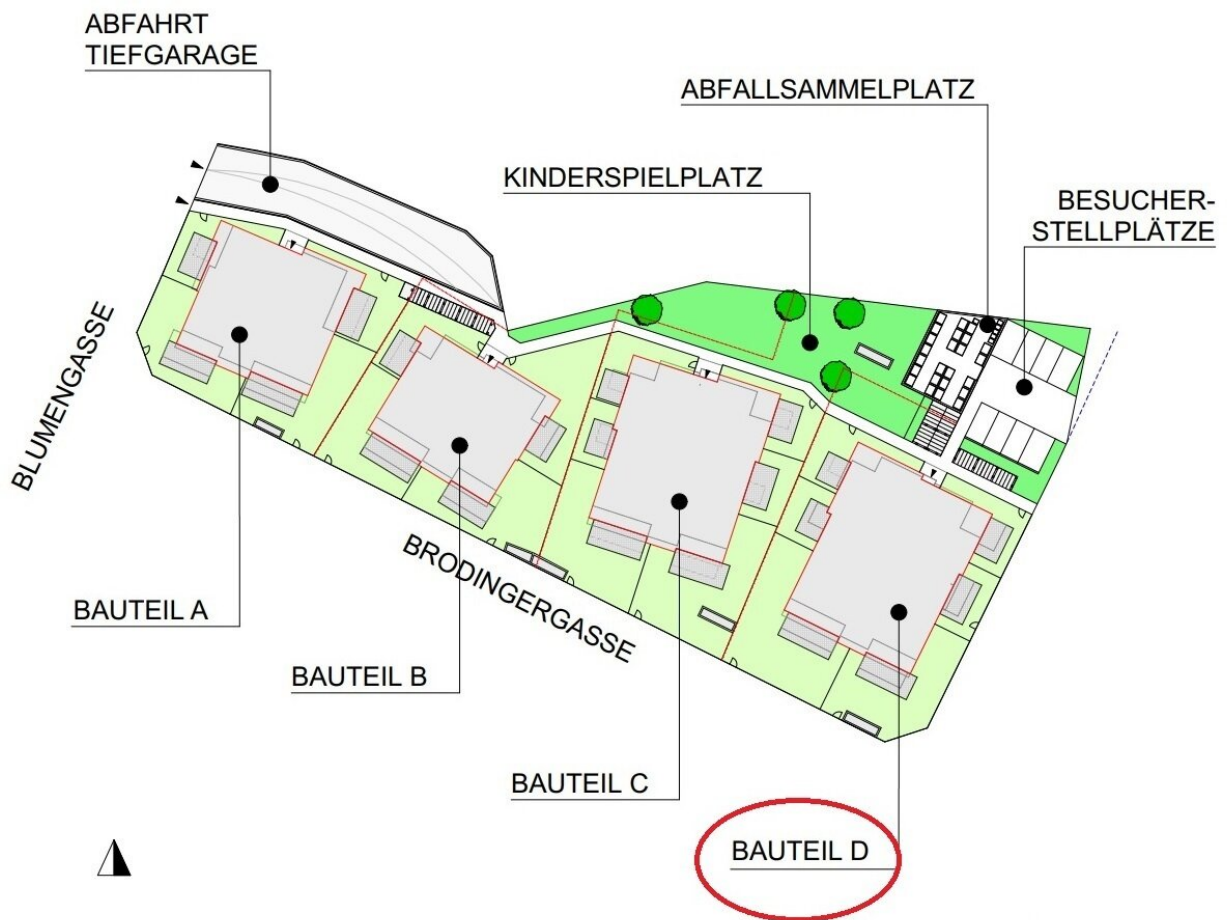 ABFAHRT
TIEFGARAGE
ABFALLSAMMELPLATZ
KINDERSPIELPLATZ
BESUCHER-
STELLPLÄTZE
BLUMENGASSE
BRODINGERGASSE
BAUTEIL A
BAUTEIL B
BAUTEIL C
BAUTEIL D